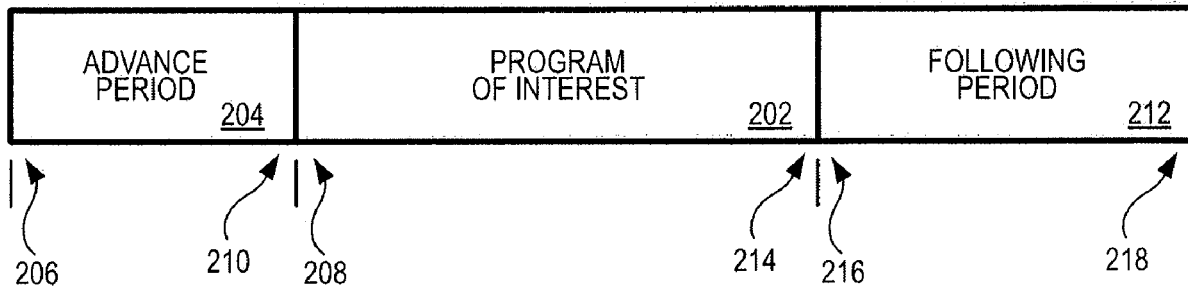 ADVANCE
PERIOD
204
PROGRAM
OF INTEREST
202
FOLLOWING
PERIOD
212
206
210
208
214
216
218